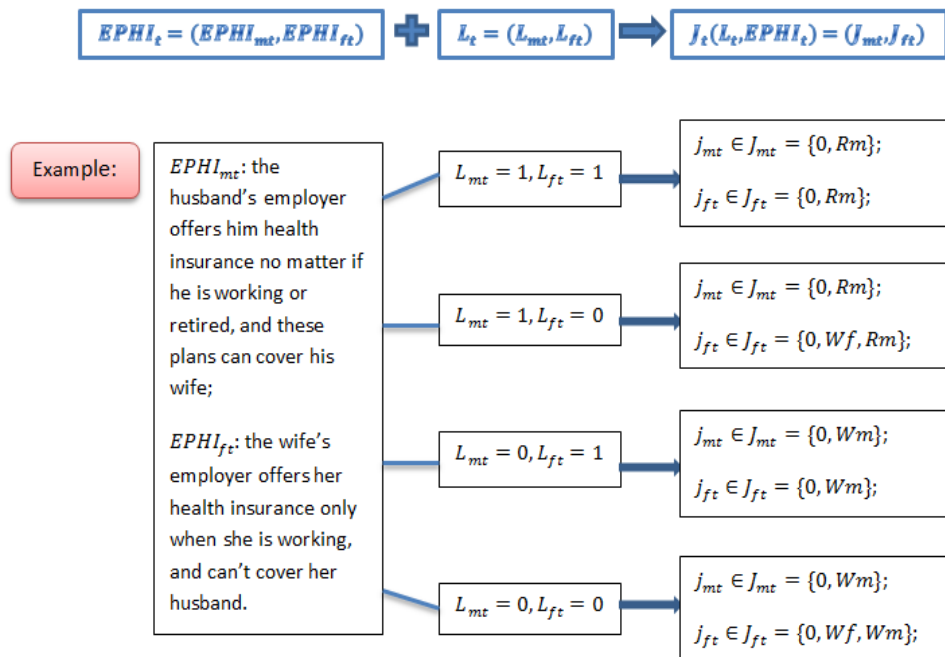 EPHI_t = (EPHI_mt, EPHI_ft) + L_t = (L_mt, L_ft) → J_t(L_t, EPHI_t) = (J_mt, J_ft)
Example:
EPHI_mt: the
husband's employer
offers him health
insurance no matter if
he is working or
retired, and these
plans can cover his
wife;
EPHI_ft: the wife's
employer offers her
health insurance only
when she is working,
and can't cover her
husband.
L_mt = 1, L_ft = 1
j_mt ∈ J_mt = {0, Rm};
j_ft ∈ J_ft = {0, Rm};
L_mt = 1, L_ft = 0
j_mt ∈ J_mt = {0, Rm};
j_ft ∈ J_ft = {0, Wf, Rm};
L_mt = 0, L_ft = 1
j_mt ∈ J_mt = {0, Wm};
j_ft ∈ J_ft = {0, Wm};
L_mt = 0, L_ft = 0
j_mt ∈ J_mt = {0, Wm};
j_ft ∈ J_ft = {0, Wf, Wm};